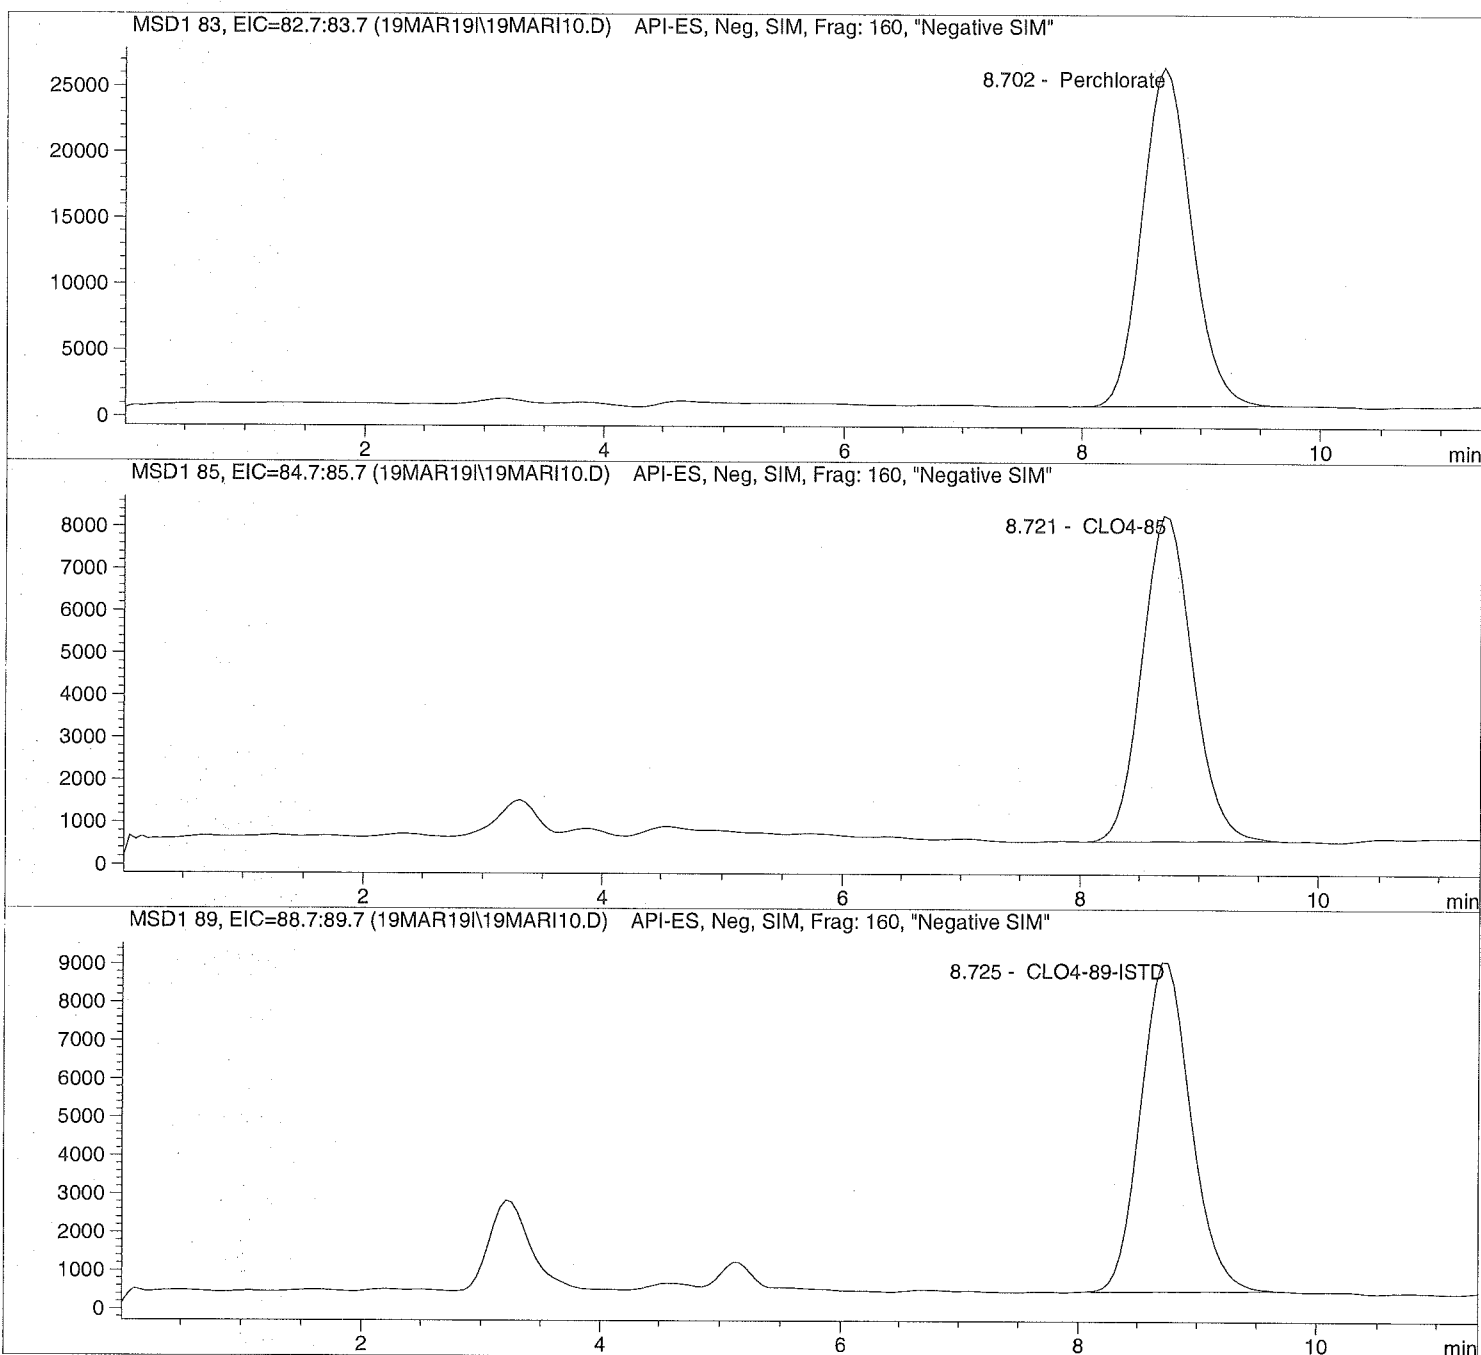 MSD1 83, EIC=82.7:83.7 (19MAR19I\19MARI10.D) API-ES, Neg, SIM, Frag: 160, "Negative SIM"
8.702 - Perchlorate
25000
20000
15000
10000
5000
0
2 4 6 8 10 min
MSD1 85, EIC=84.7:85.7 (19MAR19I\19MARI10.D) API-ES, Neg, SIM, Frag: 160, "Negative SIM"
8.721 - CLO4-85
8000
7000
6000
5000
4000
3000
2000
1000
0
2 4 6 8 10 min
MSD1 89, EIC=88.7:89.7 (19MAR19I\19MARI10.D) API-ES, Neg, SIM, Frag: 160, "Negative SIM"
8.725 - CLO4-89-ISTD
9000
8000
7000
6000
5000
4000
3000
2000
1000
0
2 4 6 8 10 min